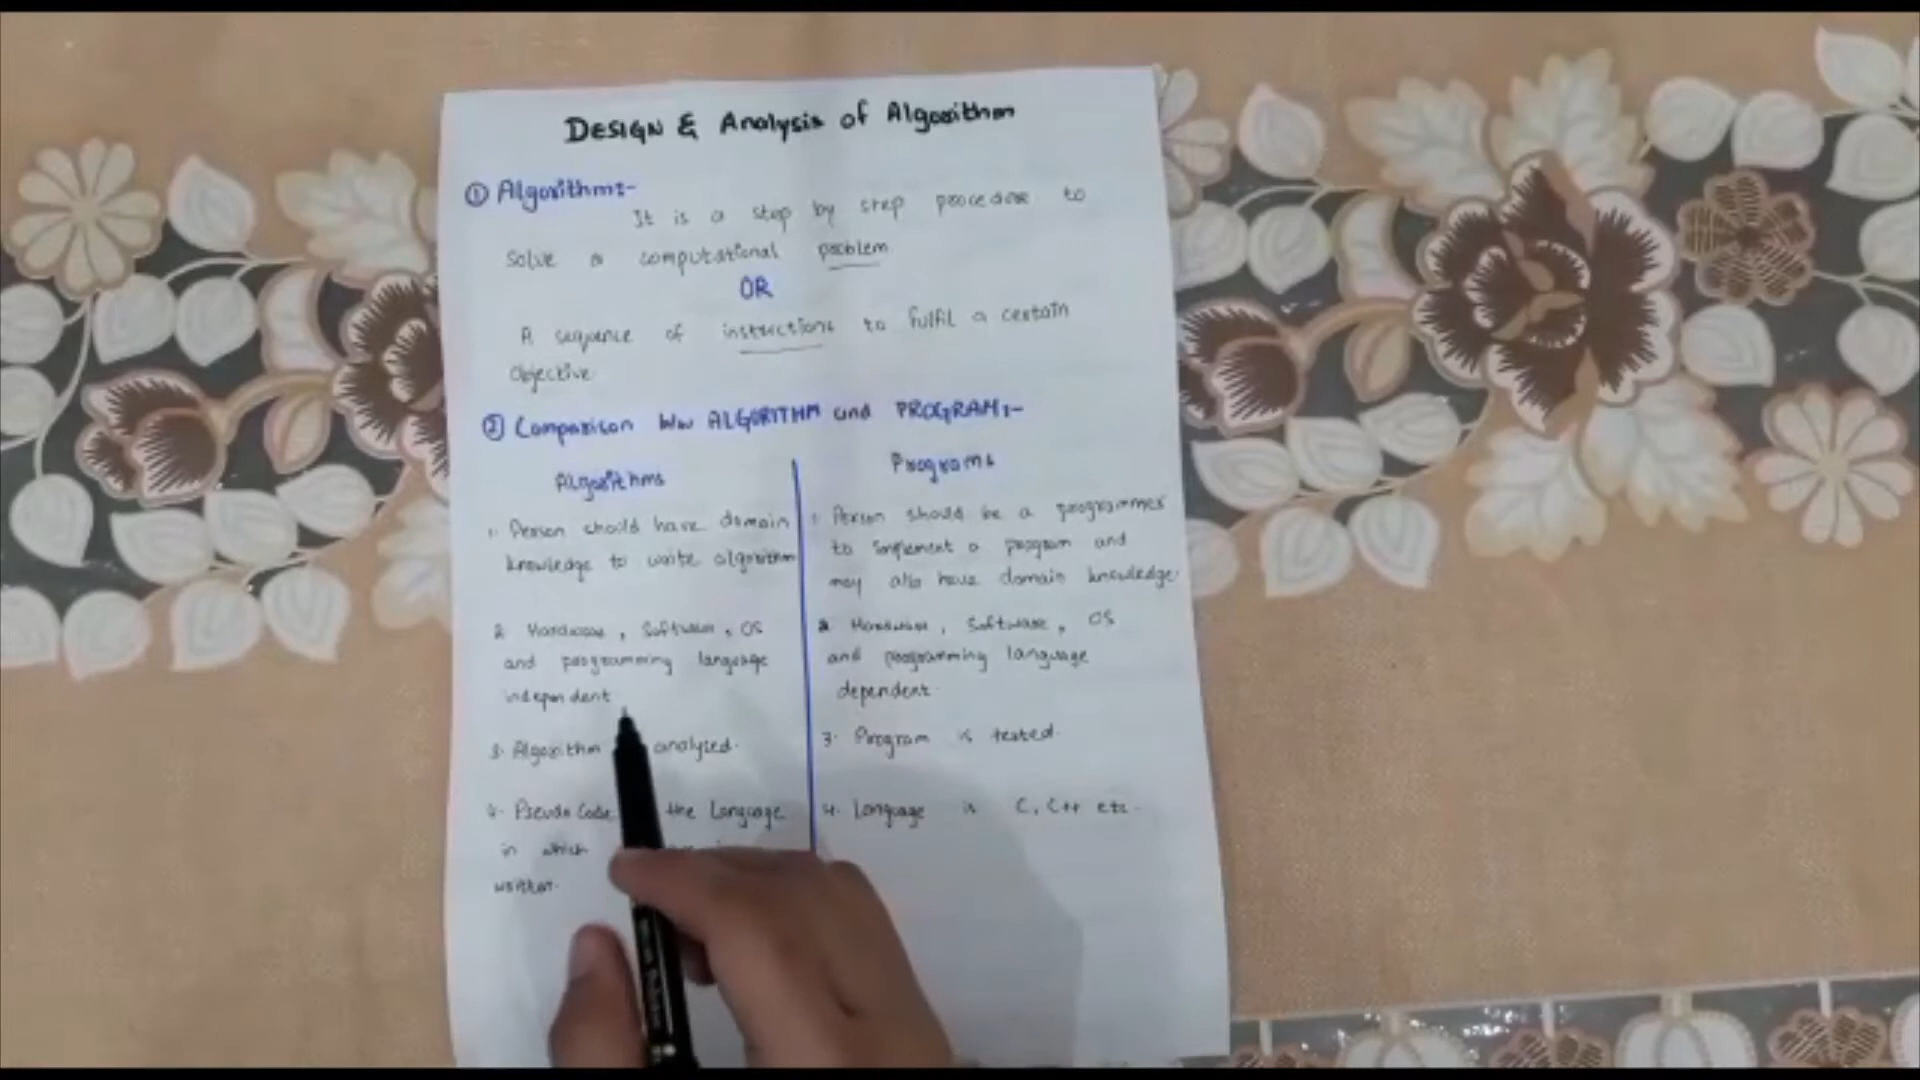 DESIGN & Analysis of Algorithm
① Algorithm:-
It is a step by step procedure to
solve a computational problem
OR
A sequence of instructions to fulfil a certain
Objective.
② Comparison b/w ALGORITHM and PROGRAM:-
Algorithms
1. Person should have domain
knowledge to write algorithm
2. Hardware, Software, OS
and programming language
independent
3. Algorithm analyzed.
4. Pseudo Code the Language
in which
written.
Programs
1. Person should be a programmer
to implement a program and
may also have domain knowledge.
2. Hardware, Software, OS
and programming language
dependent.
3. Program is tested.
4. Language is C, C++ etc.